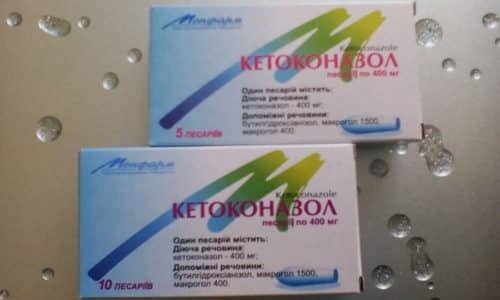 Монфарм
Ketoconazole
КЕТОКОНАЗОЛ
песарії по 400 мг
Один песарій містить:
Діюча речовина:
кетоконазол - 400 мг;
Допоміжні речовини:
бутилгідроксіанізол, макрогол 1500,
макрогол 400.
5 ПЕСАРІЇВ
Монфарм
Ketoconazole
КЕТОКОНАЗОЛ
песарії по 400 мг
Один песарій містить:
Діюча речовина:
кетоконазол - 400 мг;
Допоміжні речовини:
бутилгідроксіанізол, макрогол 1500,
макрогол 400.
10 ПЕСАРІЇВ